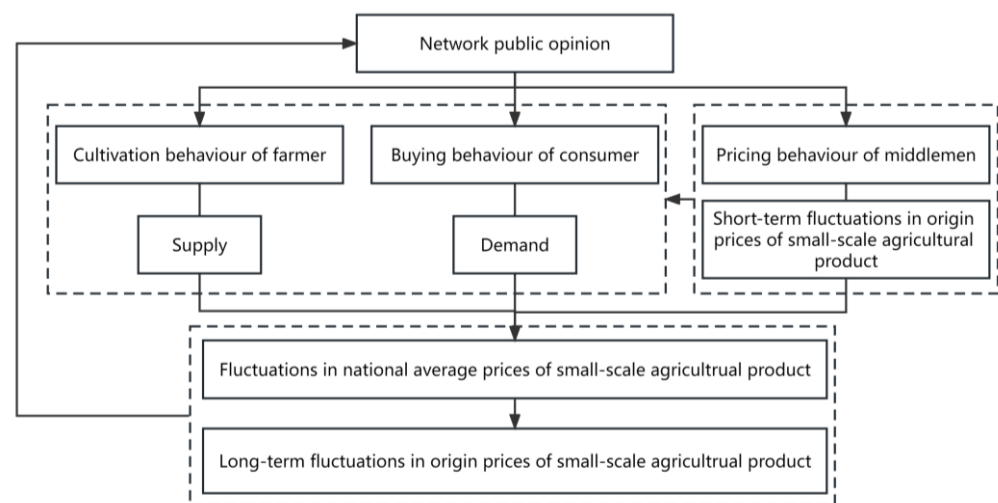 Network public opinion
Cultivation behaviour of farmer
Buying behaviour of consumer
Pricing behaviour of middlemen
Supply
Demand
Short-term fluctuations in origin
prices of small-scale agricultural
product
Fluctuations in national average prices of small-scale agricultrual product
Long-term fluctuations in origin prices of small-scale agricultrual product